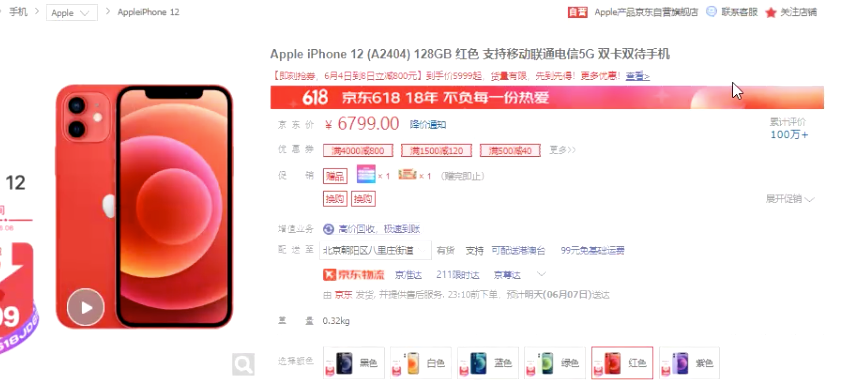 手机 > Apple > AppleiPhone 12
自营 Apple产品京东自营旗舰店 联系客服 关注店铺
Apple iPhone 12 (A2404) 128GB 红色 支持移动联通电信5G 双卡双待手机
【即刻抢券，6月4日到8日立减800元】到手价5999起，货量有限，先到先得！更多优惠！查看>
618 京东618 18年 不负每一份热爱
京东价 ¥ 6799.00 降价通知
累计评价
100万+
优惠券 满4000减800 满1500减120 满500减40 更多>>
促销 赠品 × 1 × 1 (赠完即止)
换购 换购
展开促销
12
增值业务 高价回收，极速到账
配送至 北京朝阳区八里庄街道 有货 支持 可配送港澳台 99元免基础运费
京东物流 京准达 211限时达 京尊达
由 京东 发货, 并提供售后服务. 23:10前下单，预计明天(06月07日)送达
重量 0.32kg
选择颜色 黑色 白色 蓝色 绿色 红色 紫色